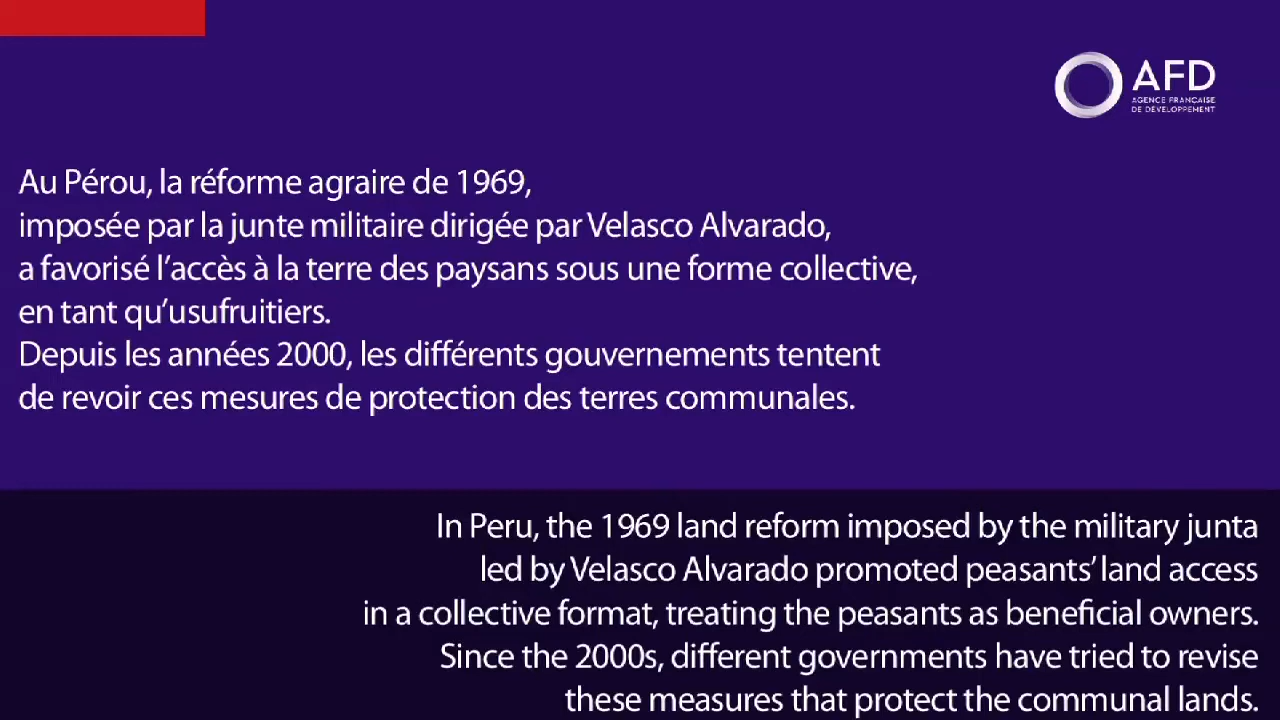 AFD
AGENCE FRANÇAISE
DE DÉVELOPPEMENT
Au Pérou, la réforme agraire de 1969,
imposée par la junte militaire dirigée par Velasco Alvarado,
a favorisé l’accès à la terre des paysans sous une forme collective,
en tant qu’usufruitiers.
Depuis les années 2000, les différents gouvernements tentent
de revoir ces mesures de protection des terres communales.
In Peru, the 1969 land reform imposed by the military junta
led by Velasco Alvarado promoted peasants’ land access
in a collective format, treating the peasants as beneficial owners.
Since the 2000s, different governments have tried to revise
these measures that protect the communal lands.